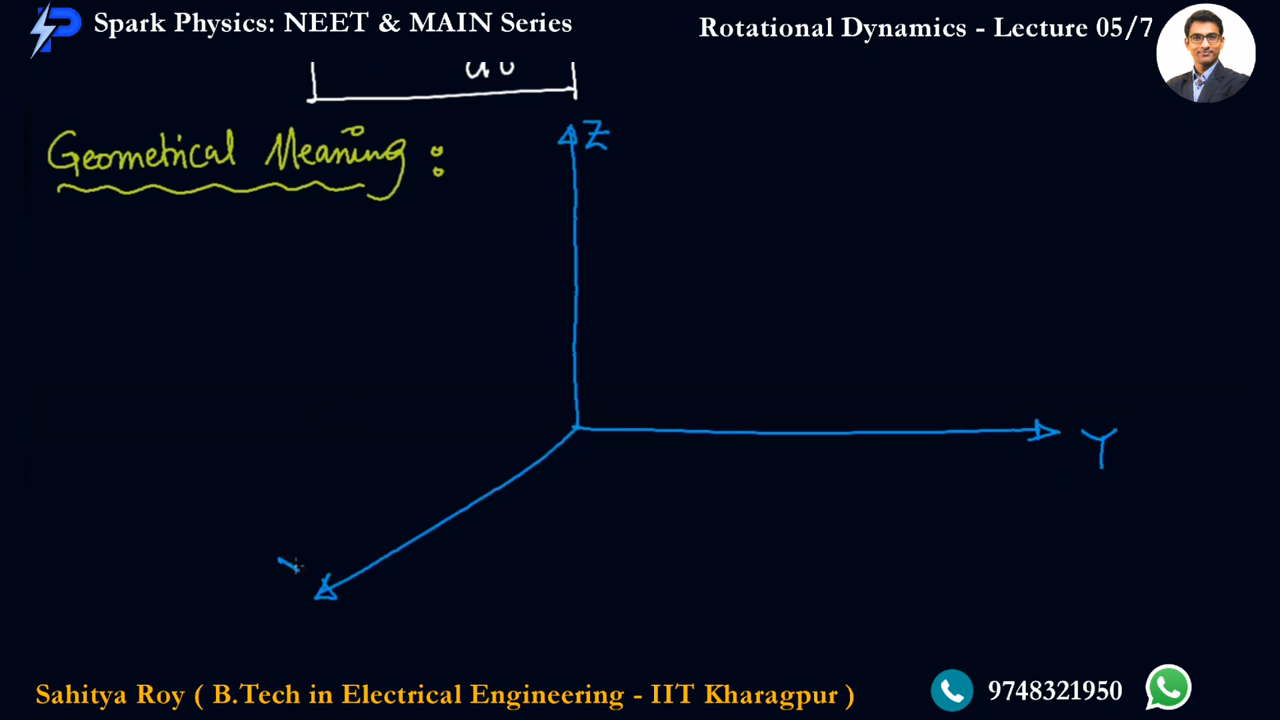 Spark Physics: NEET & MAIN Series
Rotational Dynamics - Lecture 05/7
Geometrical Meaning :
Z
Y
Sahitya Roy ( B.Tech in Electrical Engineering - IIT Kharagpur )
9748321950